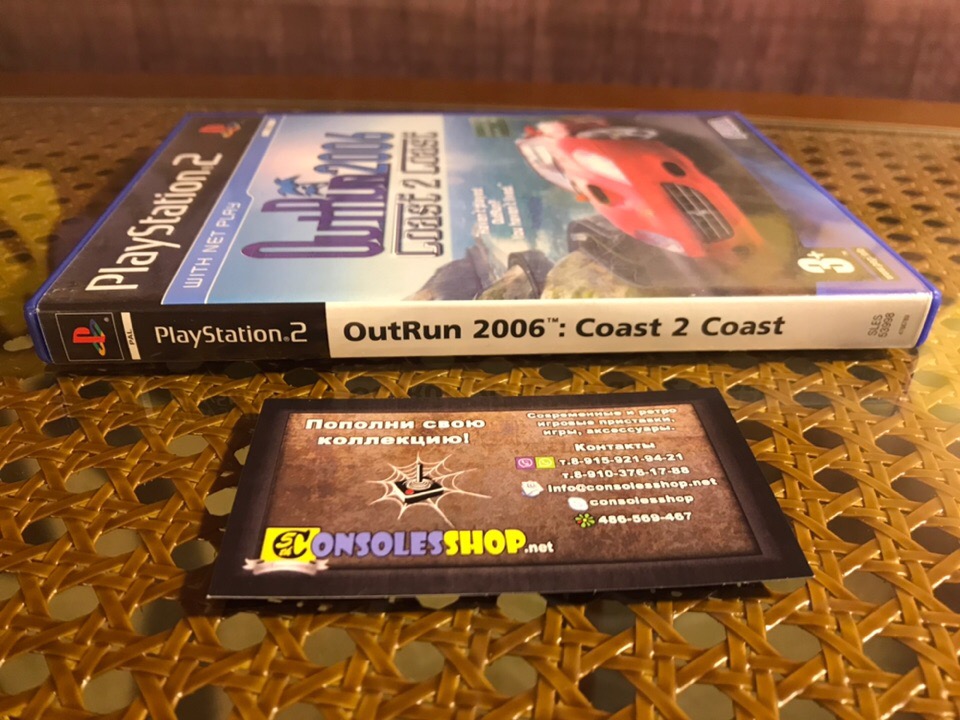 PlayStation®2
WITH NET PLAY
OutRun2006
COAST 2 COAST
3+
PAL
PlayStation®2
OutRun 2006™: Coast 2 Coast
SLES
53998
Пополни свою
коллекцию!
CONSOLESSHOP.net
Современные и ретро
игровые приставки,
игры, аксессуары.
Контакты
т.8-915-921-94-21
т.8-910-376-17-88
info@consolesshop.net
consolesshop
486-569-467